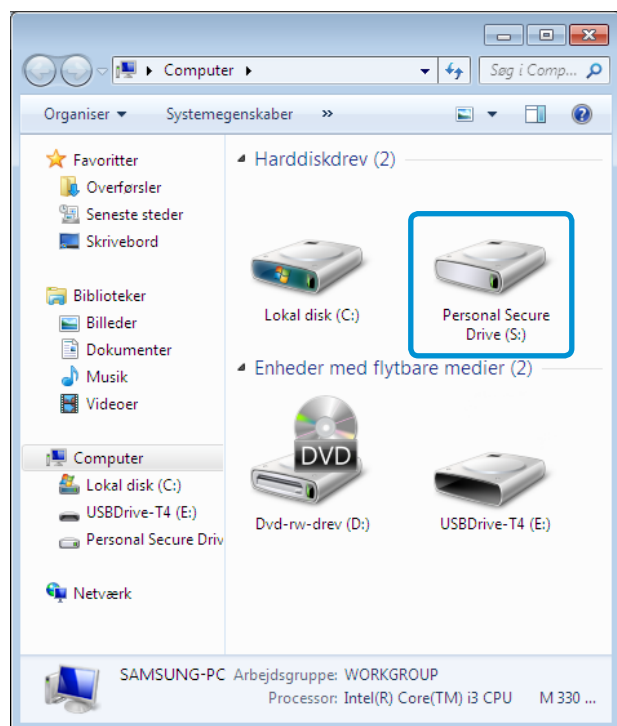 Computer
Søg i Comp...
Organiser
Systemegenskaber
»
Favoritter
Overførsler
Seneste steder
Skrivebord
Biblioteker
Billeder
Dokumenter
Musik
Videoer
Computer
Lokal disk (C:)
USBDrive-T4 (E:)
Personal Secure Driv
Netværk
Harddiskdrev (2)
Lokal disk (C:)
Personal Secure
Drive (S:)
Enheder med flytbare medier (2)
DVD
Dvd-rw-drev (D:)
USBDrive-T4 (E:)
SAMSUNG-PC Arbejdsgruppe: WORKGROUP
Processor: Intel(R) Core(TM) i3 CPU M 330 ...